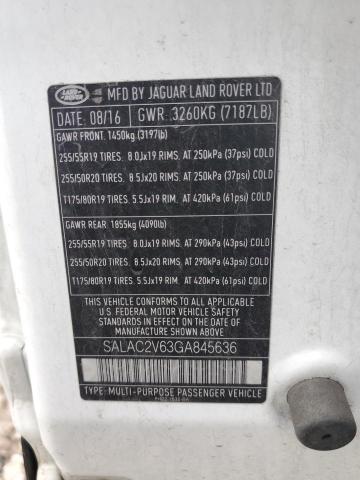 LAND ROVER MFD BY JAGUAR LAND ROVER LTD
DATE: 08/16 GWR: 3260KG (7187LB)
GAWR FRONT: 1450kg (3197lb)
255/55R19 TIRES. 8.0Jx19 RIMS. AT 250kPa (37psi) COLD
255/50R20 TIRES. 8.5Jx20 RIMS. AT 250kPa (37psi) COLD
T175/80R19 TIRES. 5.5Jx19 RIMS. AT 420kPa (61psi) COLD
GAWR REAR: 1855kg (4090lb)
255/55R19 TIRES. 8.0Jx19 RIMS. AT 290kPa (43psi) COLD
255/50R20 TIRES. 8.5Jx20 RIMS. AT 290kPa (43psi) COLD
T175/80R19 TIRES. 5.5Jx19 RIMS. AT 420kPa (61psi) COLD
THIS VEHICLE CONFORMS TO ALL APPLICABLE
U.S. FEDERAL MOTOR VEHICLE SAFETY
STANDARDS IN EFFECT ON THE DATE OF
MANUFACTURE SHOWN ABOVE
SALAC2V63GA845636
TYPE: MULTI-PURPOSE PASSENGER VEHICLE